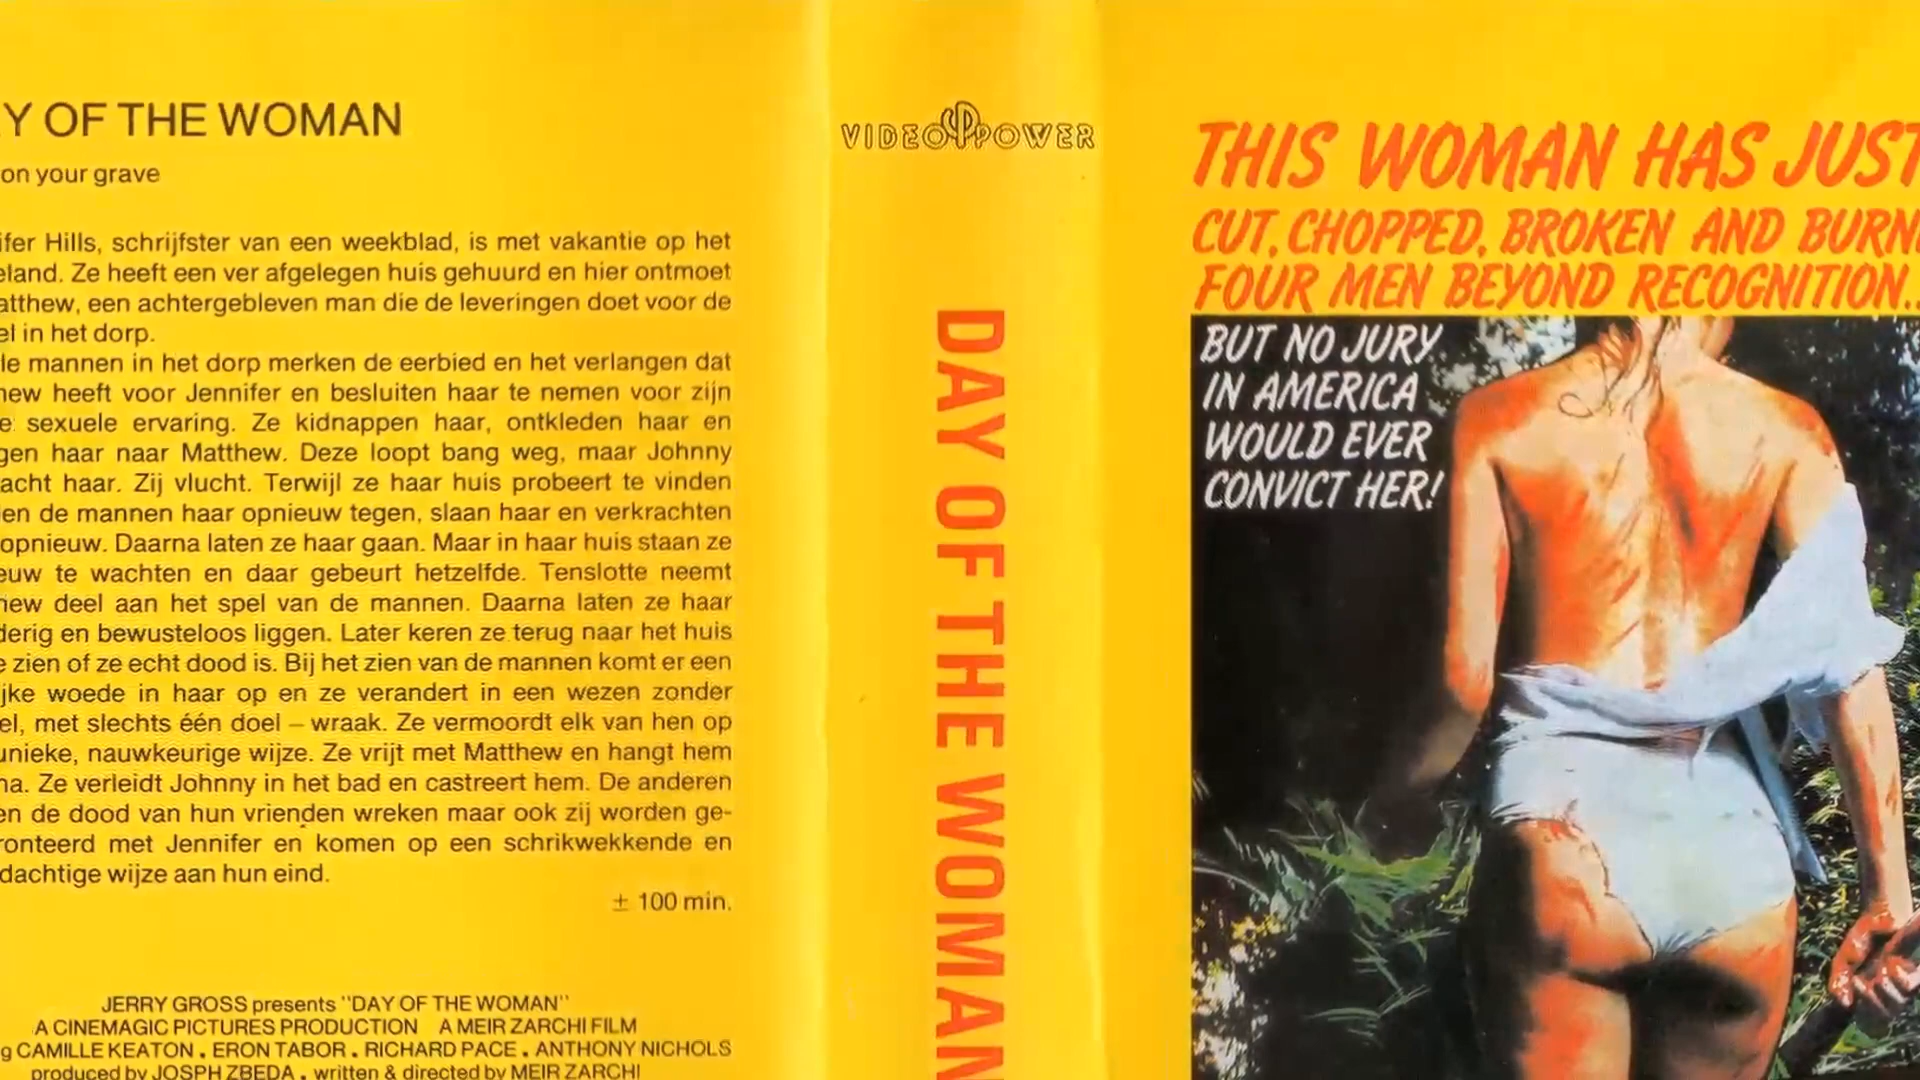 Y OF THE WOMAN
on your grave
ifer Hills, schrijfster van een weekblad, is met vakantie op het
eland. Ze heeft een ver afgelegen huis gehuurd en hier ontmoet
atthew, een achtergebleven man die de leveringen doet voor de
el in het dorp.
le mannen in het dorp merken de eerbied en het verlangen dat
hew heeft voor Jennifer en besluiten haar te nemen voor zijn
e sexuele ervaring. Ze kidnappen haar, ontkleden haar en
gen haar naar Matthew. Deze loopt bang weg, maar Johnny
acht haar. Zij vlucht. Terwijl ze haar huis probeert te vinden
en de mannen haar opnieuw tegen, slaan haar en verkrachten
opnieuw. Daarna laten ze haar gaan. Maar in haar huis staan ze
euw te wachten en daar gebeurt hetzelfde. Tenslotte neemt
hew deel aan het spel van de mannen. Daarna laten ze haar
derig en bewusteloos liggen. Later keren ze terug naar het huis
e zien of ze echt dood is. Bij het zien van de mannen komt er een
ijke woede in haar op en ze verandert in een wezen zonder
el, met slechts één doel – wraak. Ze vermoordt elk van hen op
unieke, nauwkeurige wijze. Ze vrijt met Matthew en hangt hem
na. Ze verleidt Johnny in het bad en castreert hem. De anderen
en de dood van hun vrienden wreken maar ook zij worden ge-
ronteerd met Jennifer en komen op een schrikwekkende en
dachtige wijze aan hun eind.
± 100 min.
JERRY GROSS presents "DAY OF THE WOMAN"
A CINEMAGIC PICTURES PRODUCTION A MEIR ZARCHI FILM
g CAMILLE KEATON . ERON TABOR . RICHARD PACE . ANTHONY NICHOLS
produced by JOSPH ZBEDA . written & directed by MEIR ZARCHI
VIDEO POWER
DAY OF THE WOMAN
THIS WOMAN HAS JUST
CUT, CHOPPED, BROKEN AND BURN
FOUR MEN BEYOND RECOGNITION..
BUT NO JURY
IN AMERICA
WOULD EVER
CONVICT HER!